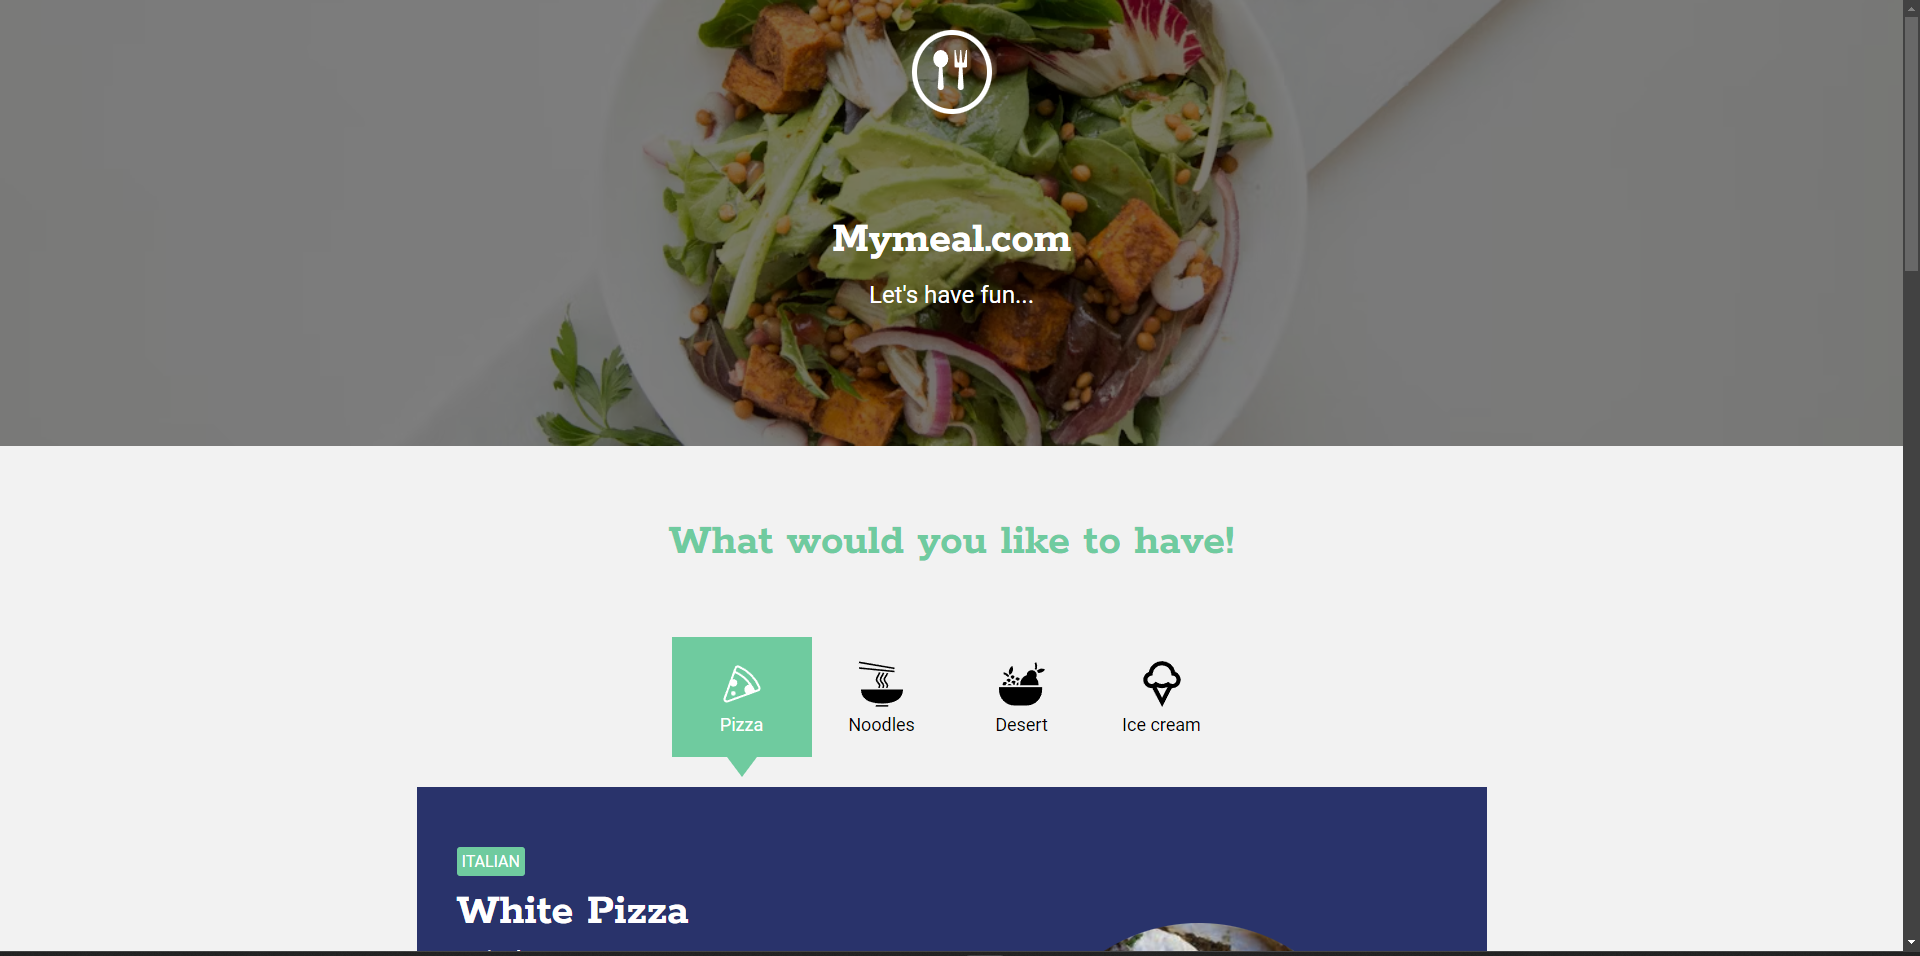 Mymeal.com
Let's have fun...
What would you like to have!
Pizza
Noodles
Desert
Ice cream
ITALIAN
White Pizza